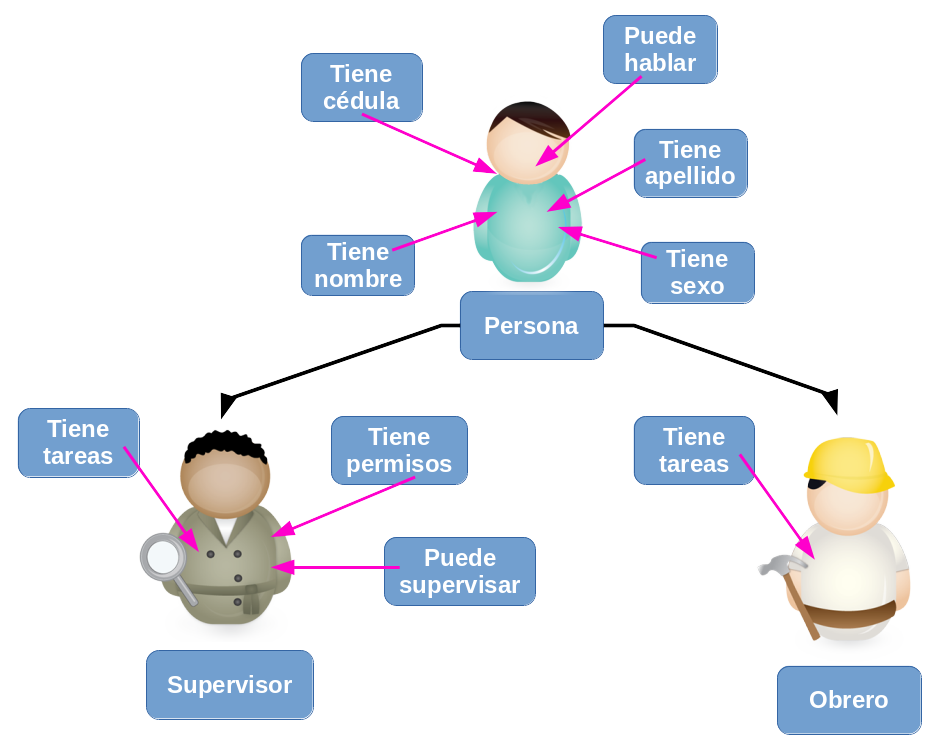 Puede
hablar
Tiene
cédula
Tiene
apellido
Tiene
nombre
Tiene
sexo
Persona
Tiene
tareas
Tiene
permisos
Tiene
tareas
Puede
supervisar
Supervisor
Obrero